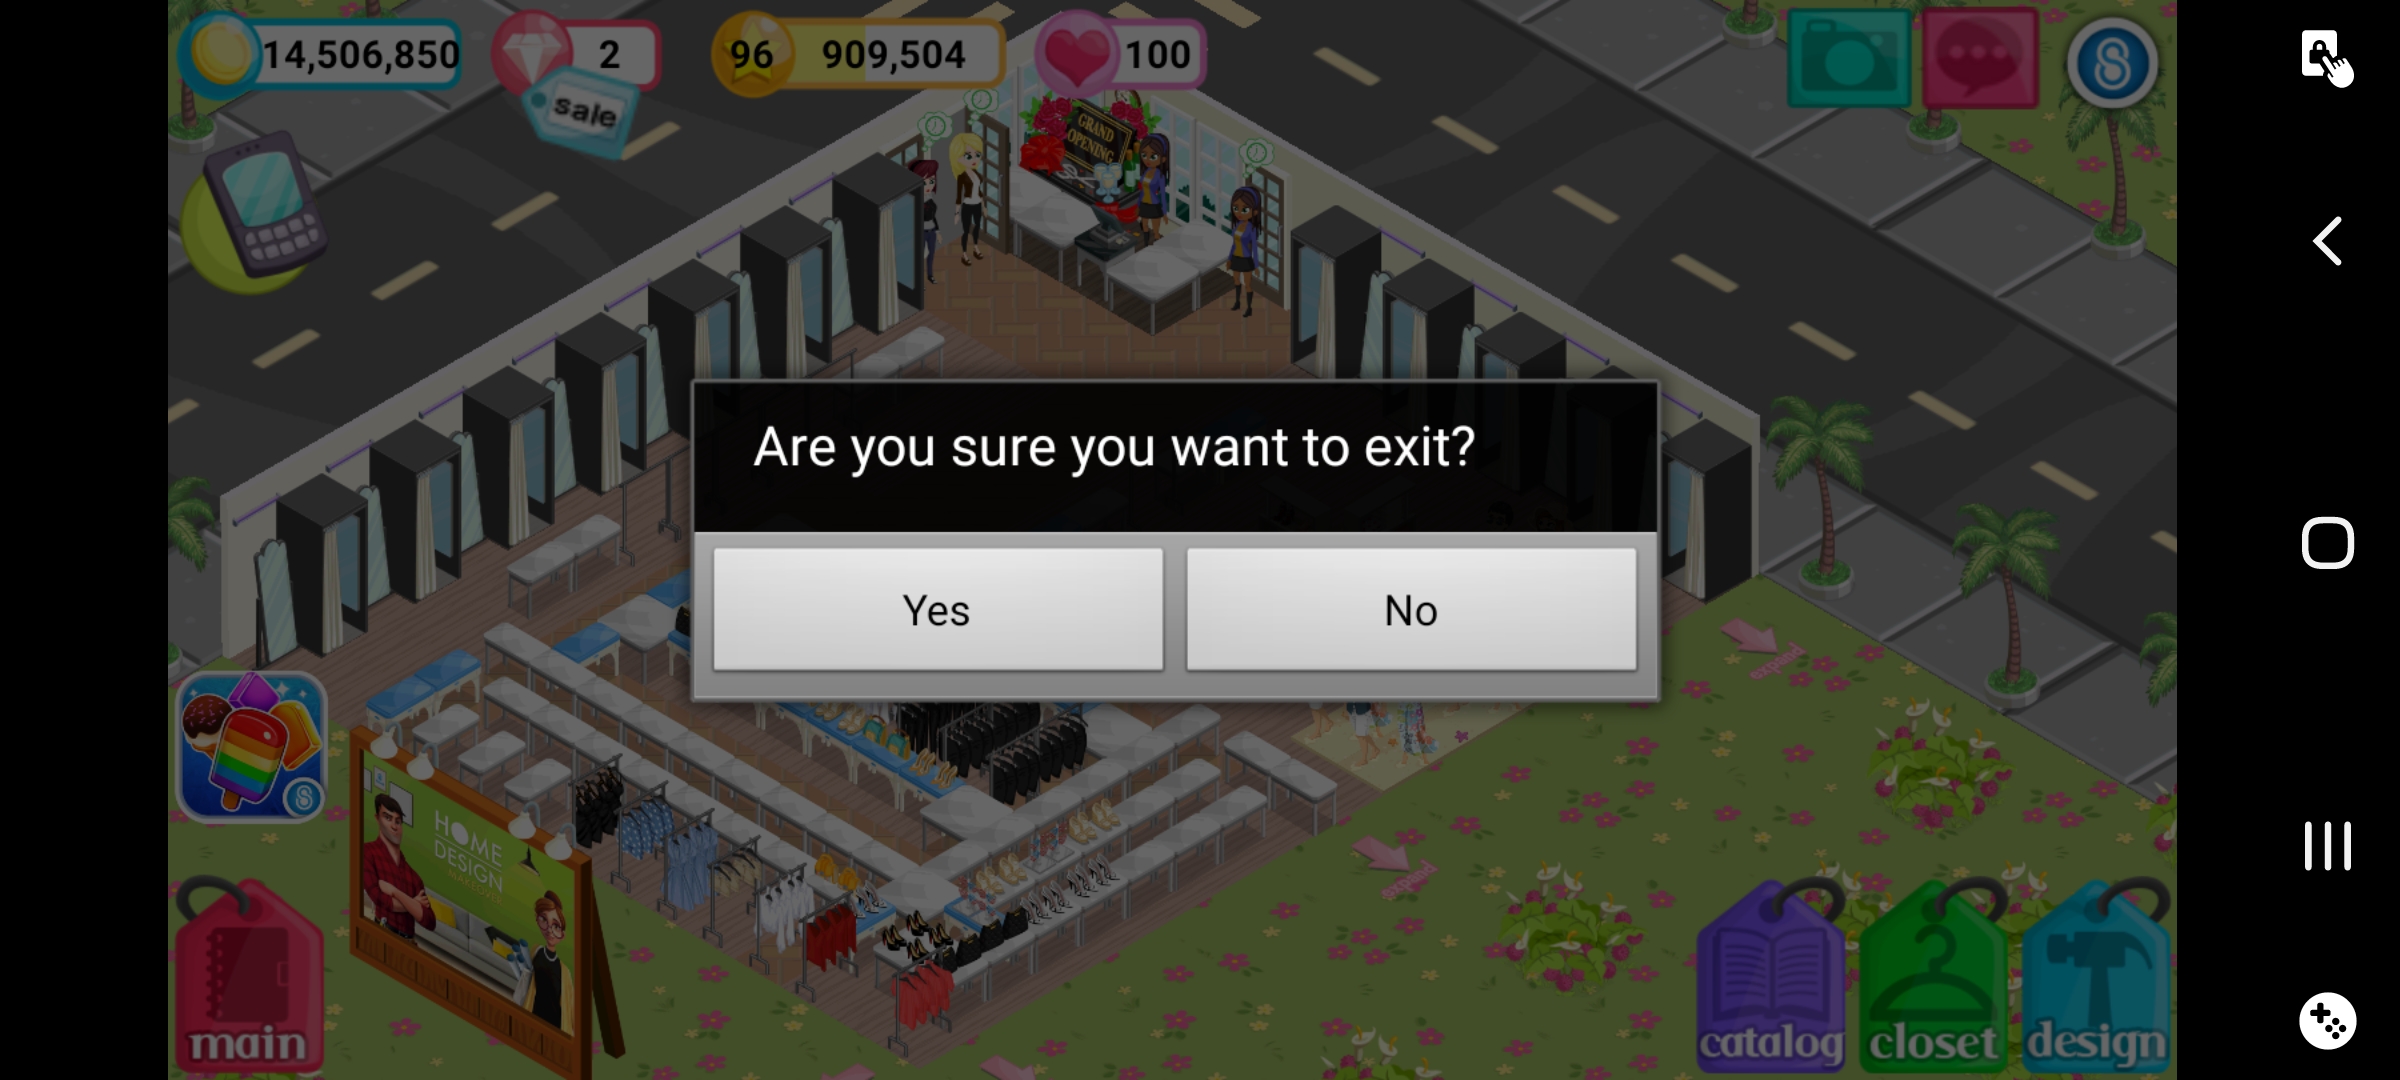 14,506,850
2
96
909,504
100
sale
GRAND
OPENING
Are you sure you want to exit?
Yes
No
expand
expand
HOME
DESIGN
MAKEOVER
main
catalog
closet
design